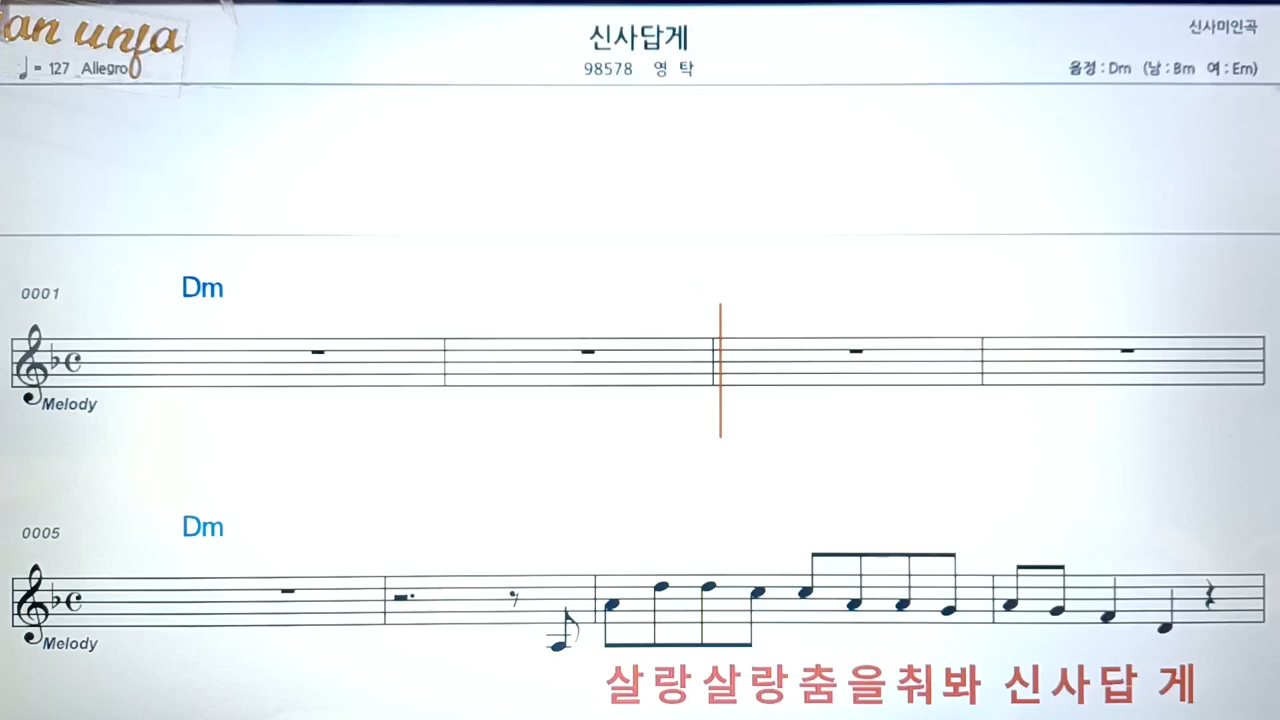 an unja
신사답게
신사미인곡
♩= 127 Allegro
98578 영 탁
음정 : Dm (남 : Bm 여 : Em)
0001 Dm
Melody
0005 Dm
Melody
살랑살랑춤을춰봐 신사답 게